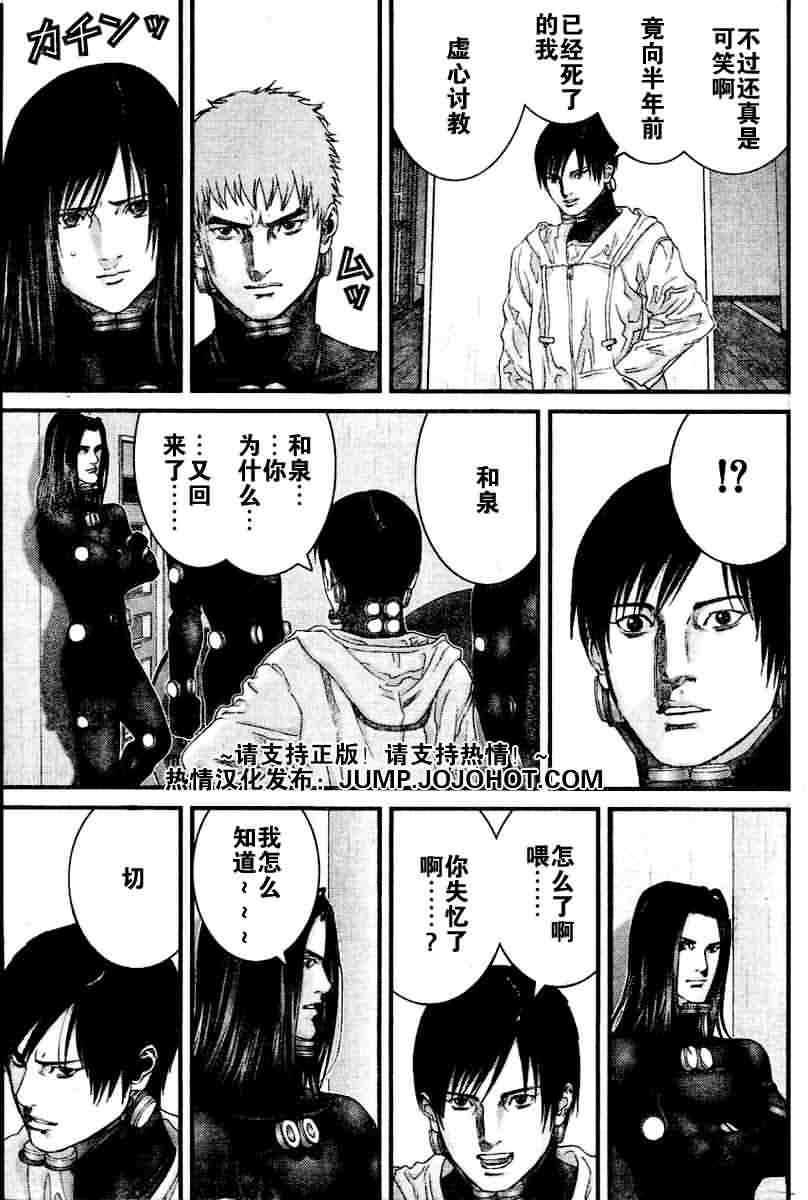 不过还真是
可笑啊
竟向半年前
已经死了
的我
虚心讨教
ムッ
カチンッ
!?
和泉
和泉…
…你
为什么…
…又回
来了……
~请支持正版！请支持热情！~
热情汉化发布：JUMP.JOJOHOT.COM
怎么了啊
喂……
你失忆了
啊……?
我怎么
知道~~~
切